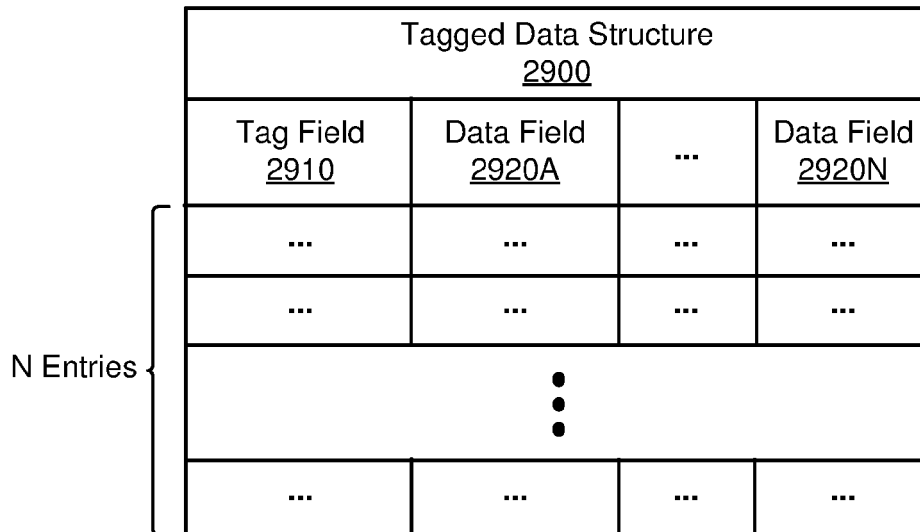 Tagged Data Structure
2900
Tag Field
2910
Data Field
2920A
...
Data Field
2920N
... ... ... ...
... ... ... ...
N Entries
... ... ... ...